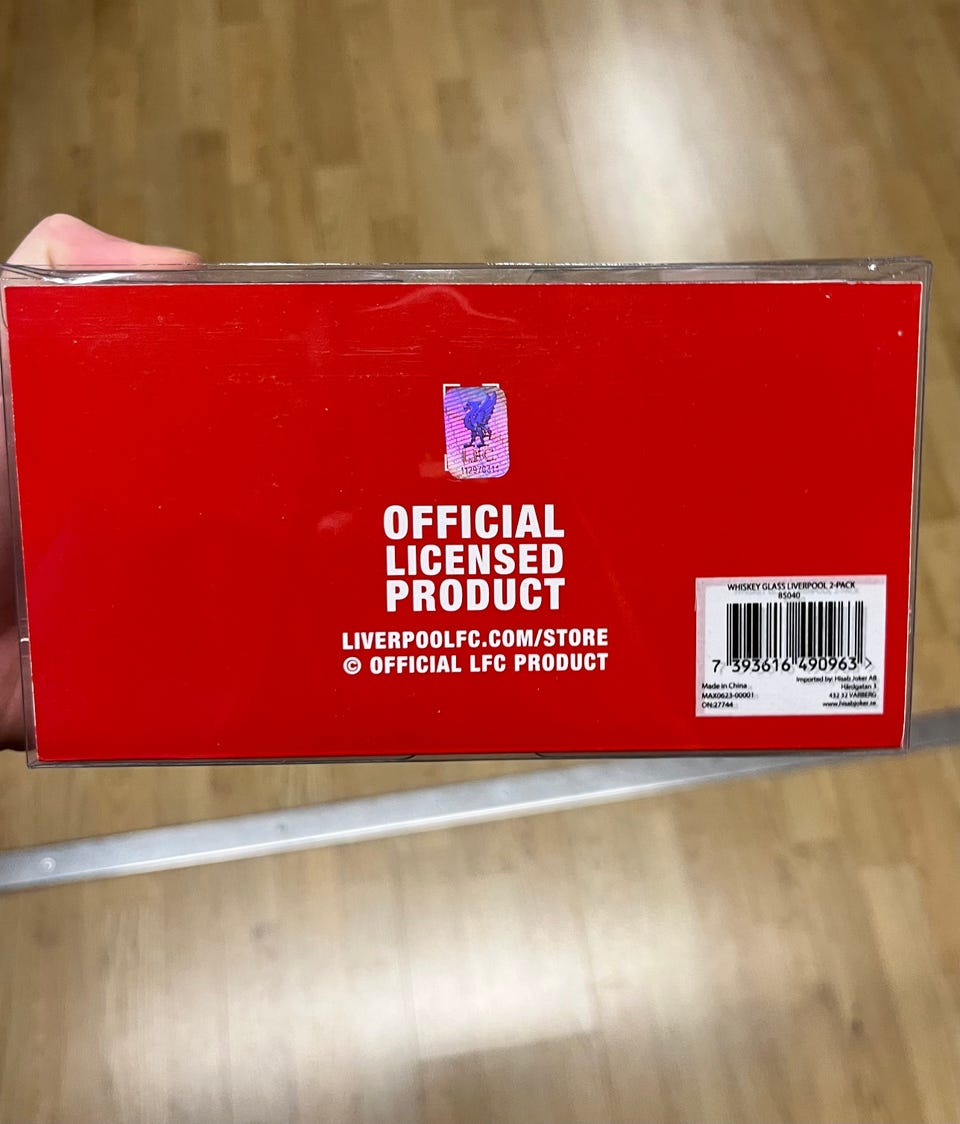 LFC
OFFICIAL
LICENSED
PRODUCT
LIVERPOOLFC.COM/STORE
© OFFICIAL LFC PRODUCT
WHISKEY GLASS LIVERPOOL 2-PACK
85040
7 393616 490963 >
Made in China
MAX0623-00001
ON:27744
Imported by: Hisab Joker AB
Härdgatan 3
432 32 VARBERG
www.hisabjoker.se